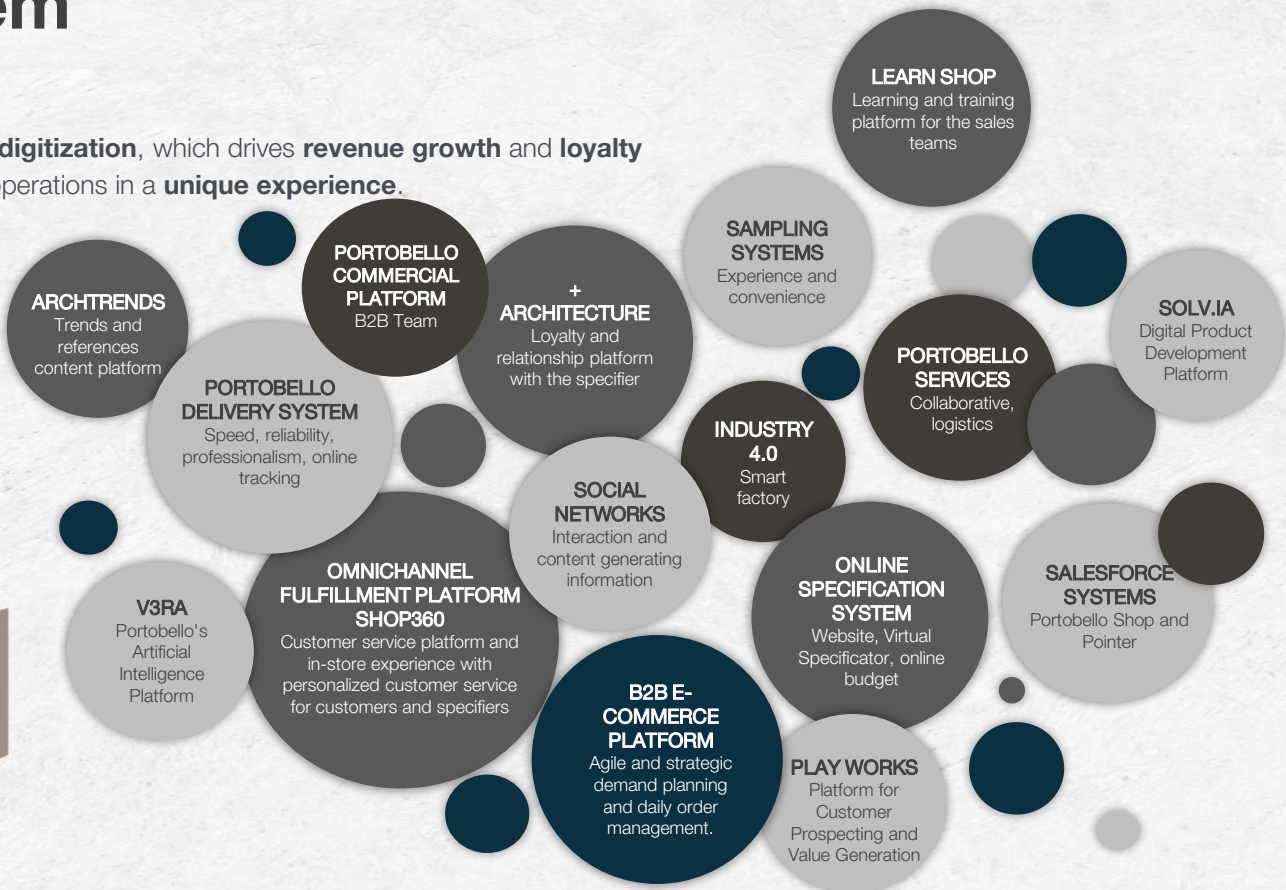 em
digitization, which drives revenue growth and loyalty
operations in a unique experience.
LEARN SHOP
Learning and training
platform for the sales
teams
SAMPLING
SYSTEMS
Experience and
convenience
PORTOBELLO
COMMERCIAL
PLATFORM
B2B Team
+
ARCHITECTURE
Loyalty and
relationship platform
with the specifier
ARCHTRENDS
Trends and
references
content platform
SOLV.IA
Digital Product
Development
Platform
PORTOBELLO
SERVICES
Collaborative,
logistics
PORTOBELLO
DELIVERY SYSTEM
Speed, reliability,
professionalism, online
tracking
INDUSTRY
4.0
Smart
factory
SOCIAL
NETWORKS
Interaction and
content generating
information
OMNICHANNEL
FULFILLMENT PLATFORM
SHOP360
Customer service platform and
in-store experience with
personalized customer service
for customers and specifiers
ONLINE
SPECIFICATION
SYSTEM
Website, Virtual
Specificator, online
budget
SALESFORCE
SYSTEMS
Portobello Shop and
Pointer
V3RA
Portobello's
Artificial
Intelligence
Platform
B2B E-
COMMERCE
PLATFORM
Agile and strategic
demand planning
and daily order
management.
PLAY WORKS
Platform for
Customer
Prospecting and
Value Generation